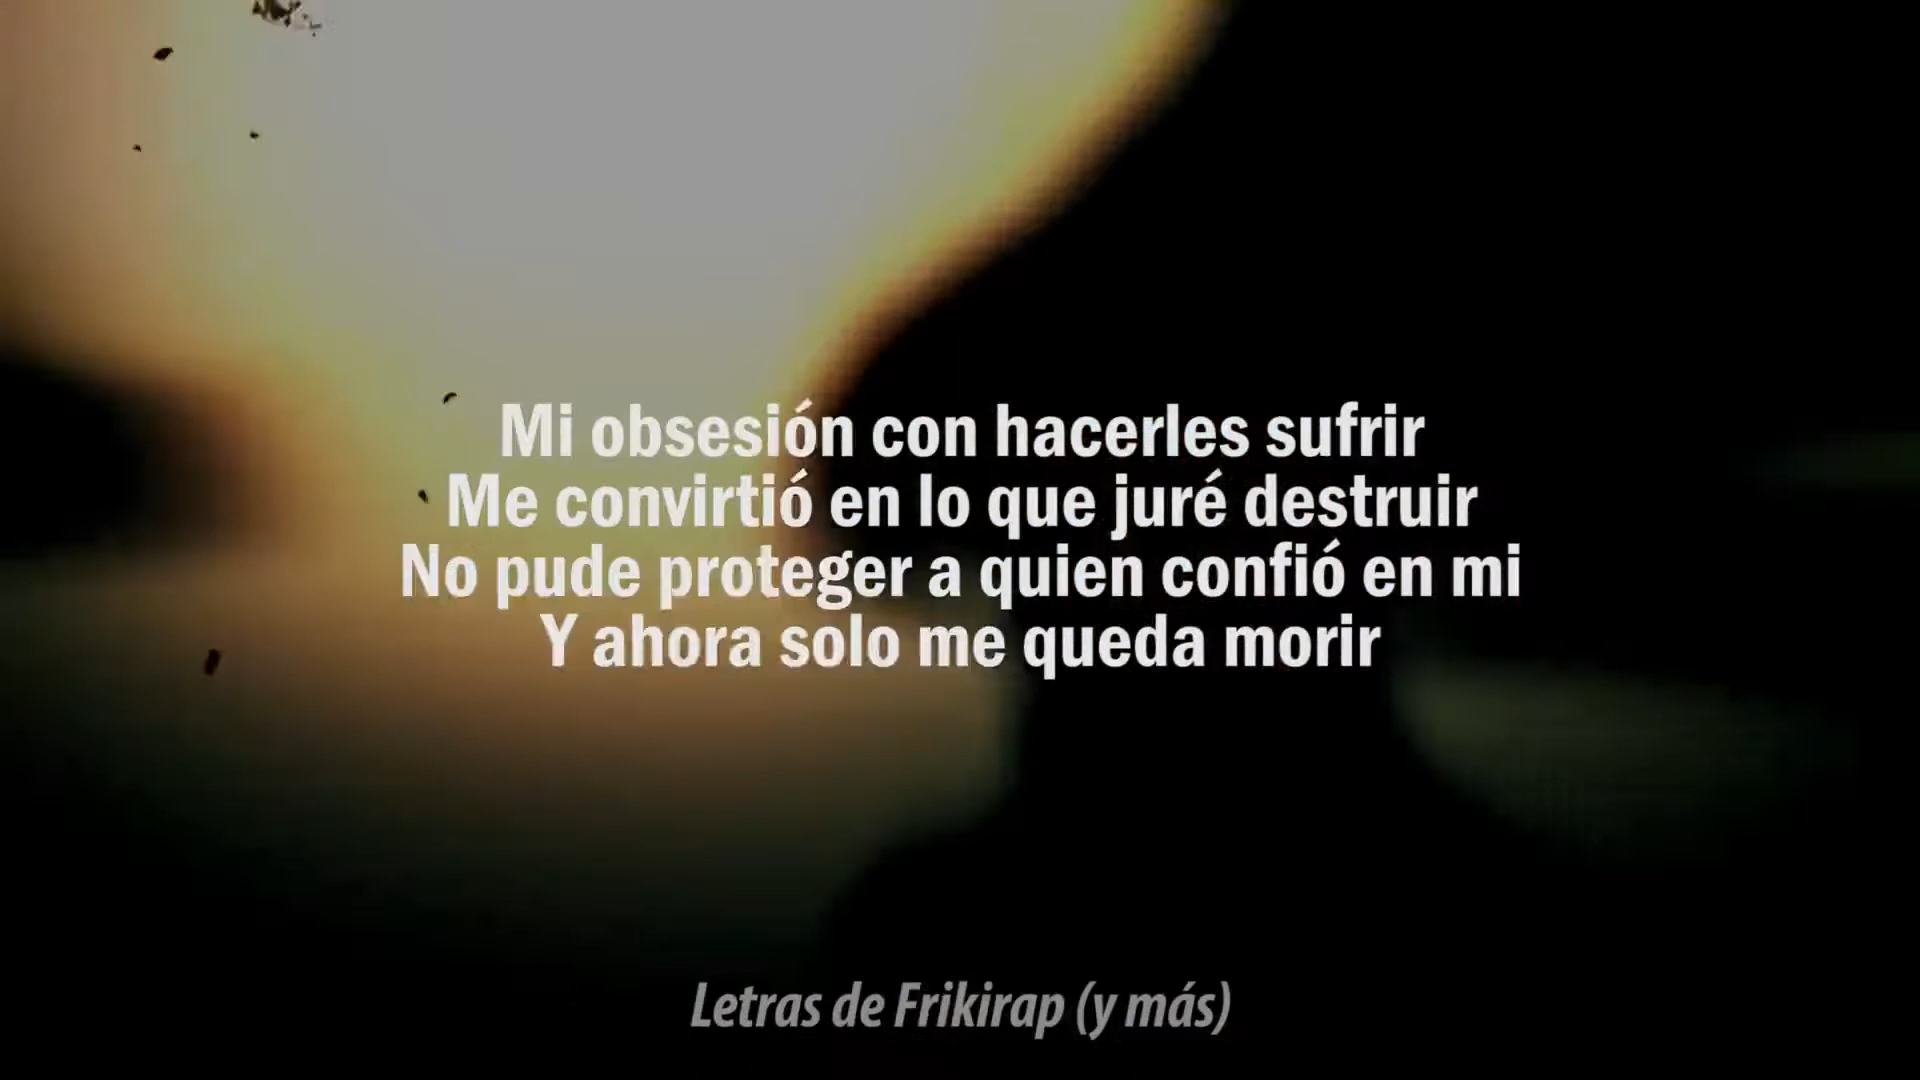 Mi obsesión con hacerles sufrir
Me convirtió en lo que juré destruir
No pude proteger a quien confió en mi
Y ahora solo me queda morir
Letras de Frikirap (y más)